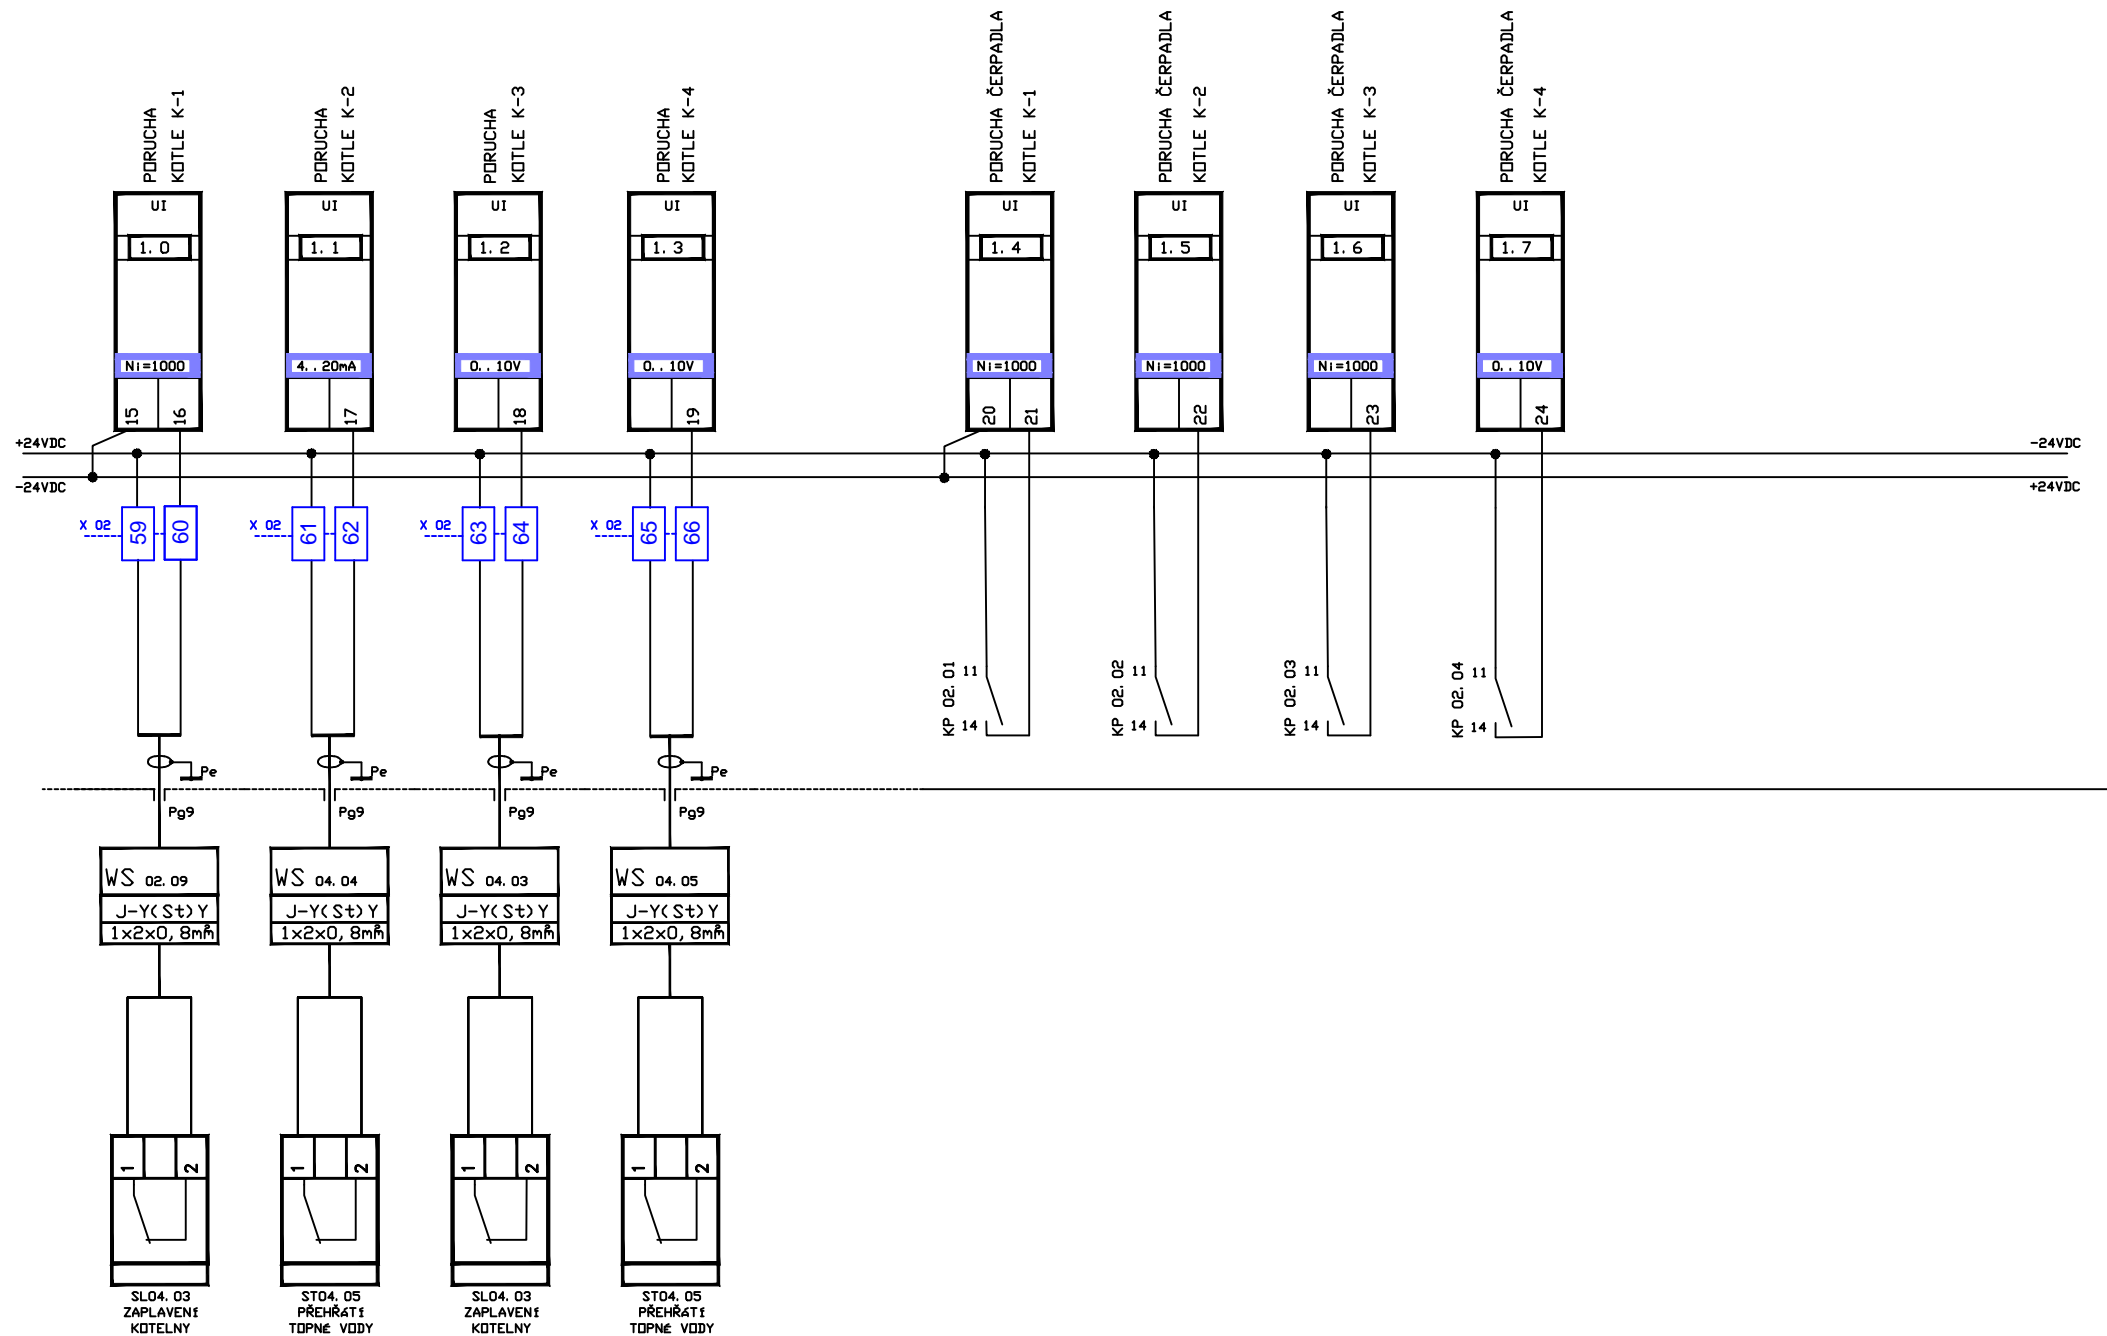 PORUCHA
KOTLE K-1
PORUCHA
KOTLE K-2
PORUCHA
KOTLE K-3
PORUCHA
KOTLE K-4
PORUCHA ČERPADLA
KOTLE K-1
PORUCHA ČERPADLA
KOTLE K-2
PORUCHA ČERPADLA
KOTLE K-3
PORUCHA ČERPADLA
KOTLE K-4
UI
UI
UI
UI
UI
UI
UI
UI
1.0
1.1
1.2
1.3
1.4
1.5
1.6
1.7
Ni=1000
4..20mA
0..10V
0..10V
Ni=1000
Ni=1000
Ni=1000
0..10V
15
16
17
18
19
20
21
22
23
24
+24VDC
-24VDC
-24VDC
+24VDC
X 02
59
60
X 02
61
62
X 02
63
64
X 02
65
66
KP 02.01
11
14
KP 02.02
11
14
KP 02.03
11
14
KP 02.04
11
14
Pe
Pe
Pe
Pe
Pg9
Pg9
Pg9
Pg9
WS 02.09
WS 04.04
WS 04.03
WS 04.05
J-Y(St)Y
J-Y(St)Y
J-Y(St)Y
J-Y(St)Y
1x2x0,8mm²
1x2x0,8mm²
1x2x0,8mm²
1x2x0,8mm²
1
2
1
2
1
2
1
2
SL04.03
ZAPLAVENÍ
KOTELNY
ST04.05
PŘEHŘÁTÍ
TOPNÉ VODY
SL04.03
ZAPLAVENÍ
KOTELNY
ST04.05
PŘEHŘÁTÍ
TOPNÉ VODY